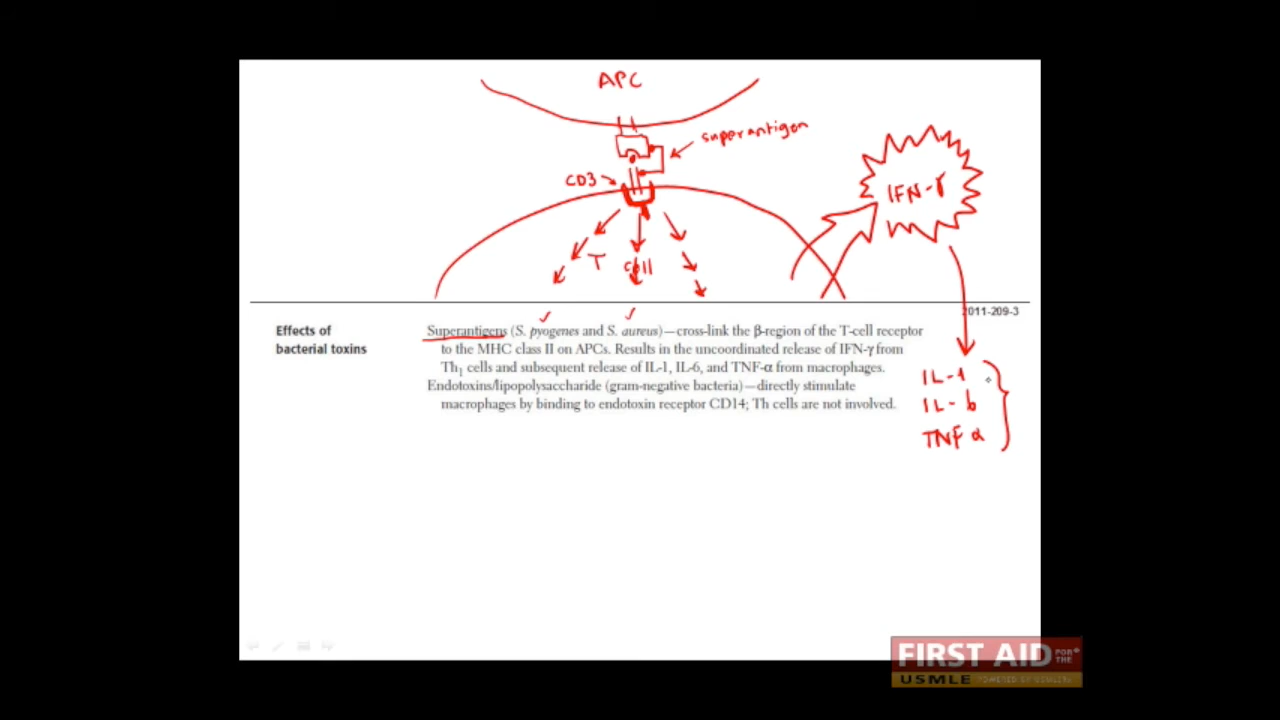 APC
superantigon
CD3
IFN-γ
T cell
2011-209-3
Effects of
bacterial toxins
Superantigens (S. pyogenes and S. aureus)—cross-link the β-region of the T-cell receptor
to the MHC class II on APCs. Results in the uncoordinated release of IFN-γ from
Th1 cells and subsequent release of IL-1, IL-6, and TNF-α from macrophages.
Endotoxins/lipopolysaccharide (gram-negative bacteria)—directly stimulate
macrophages by binding to endotoxin receptor CD14; Th cells are not involved.
IL-1
IL-6
TNF α
FIRST AID FOR THE
USMLE